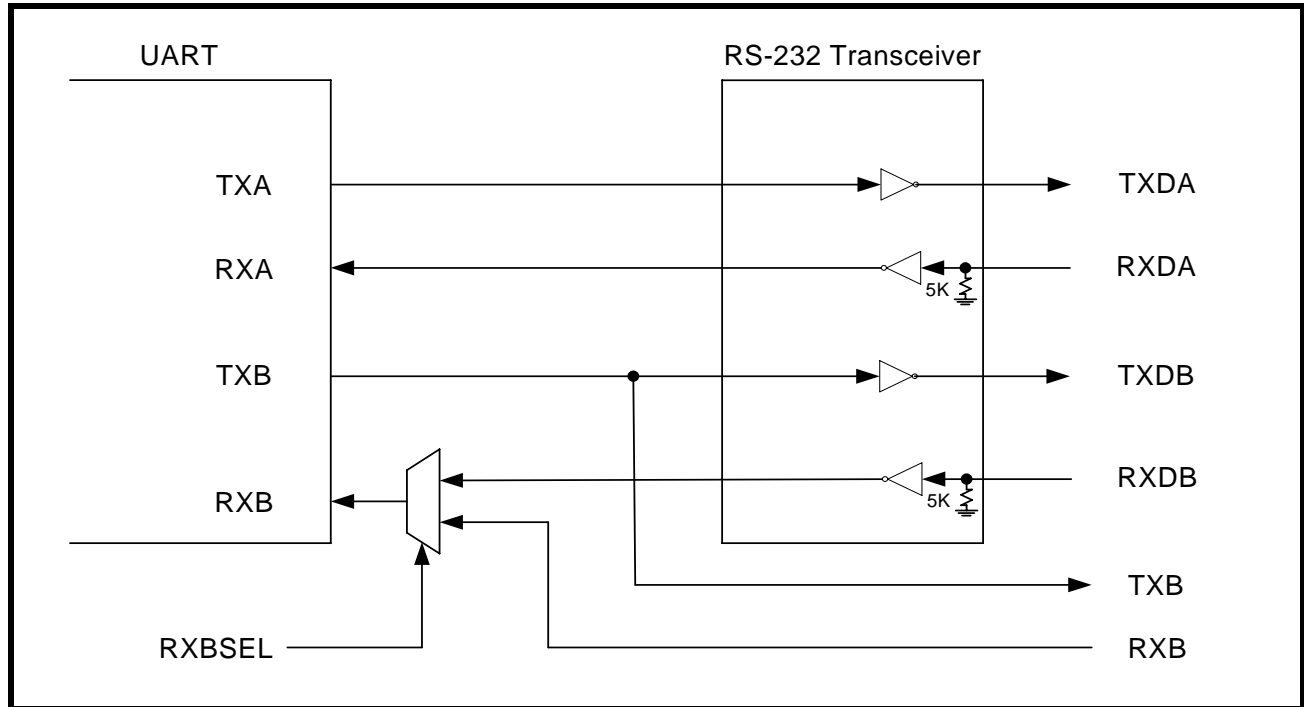 UART
RS-232 Transceiver
TXA
TXDA
RXA
5K
RXDA
TXB
TXDB
RXB
5K
RXDB
TXB
RXBSEL
RXB